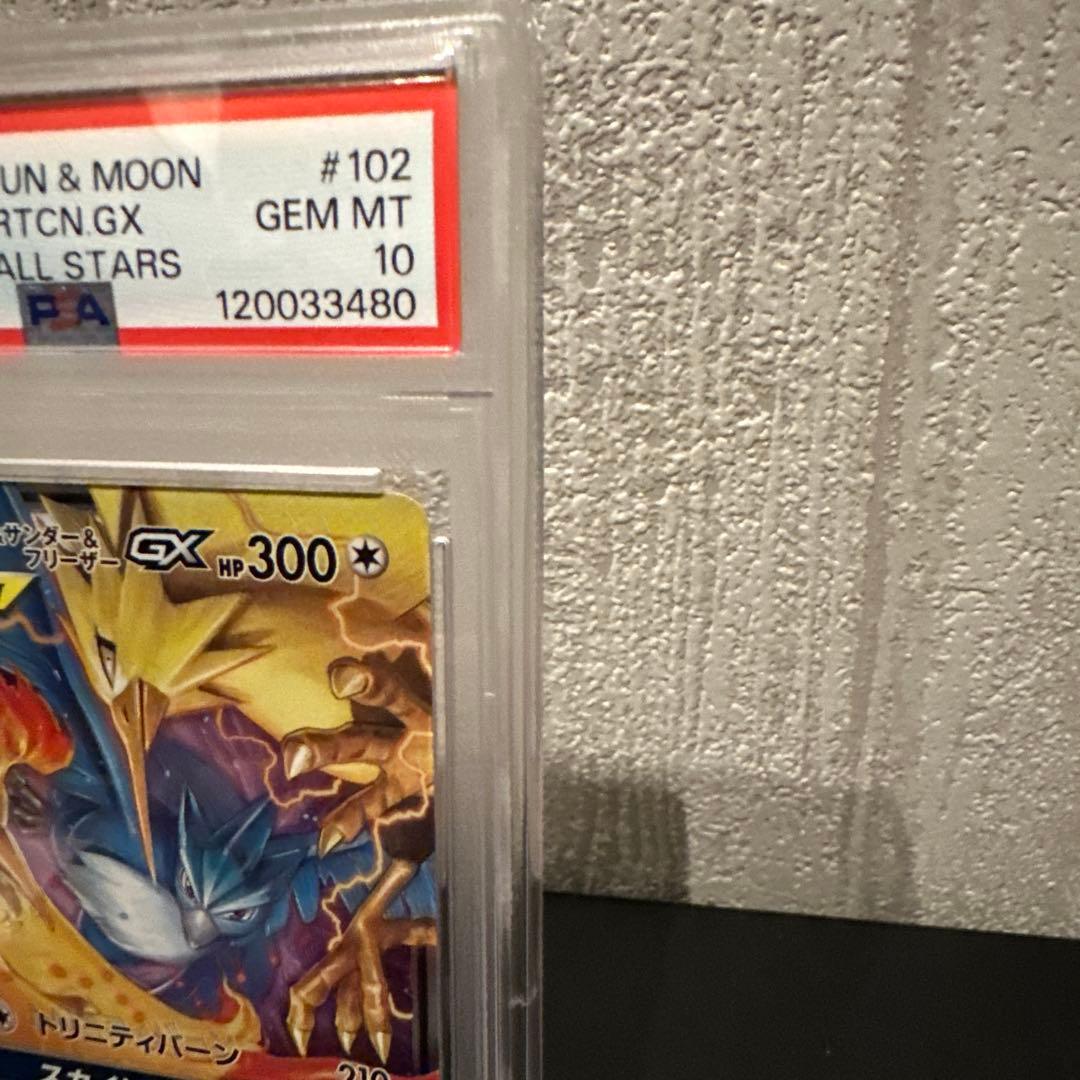 UN & MOON #102
RTCN.GX GEM MT
ALL STARS 10
PSA 120033480
サンダー&
フリーザー GX HP300
トリニティバーン
210